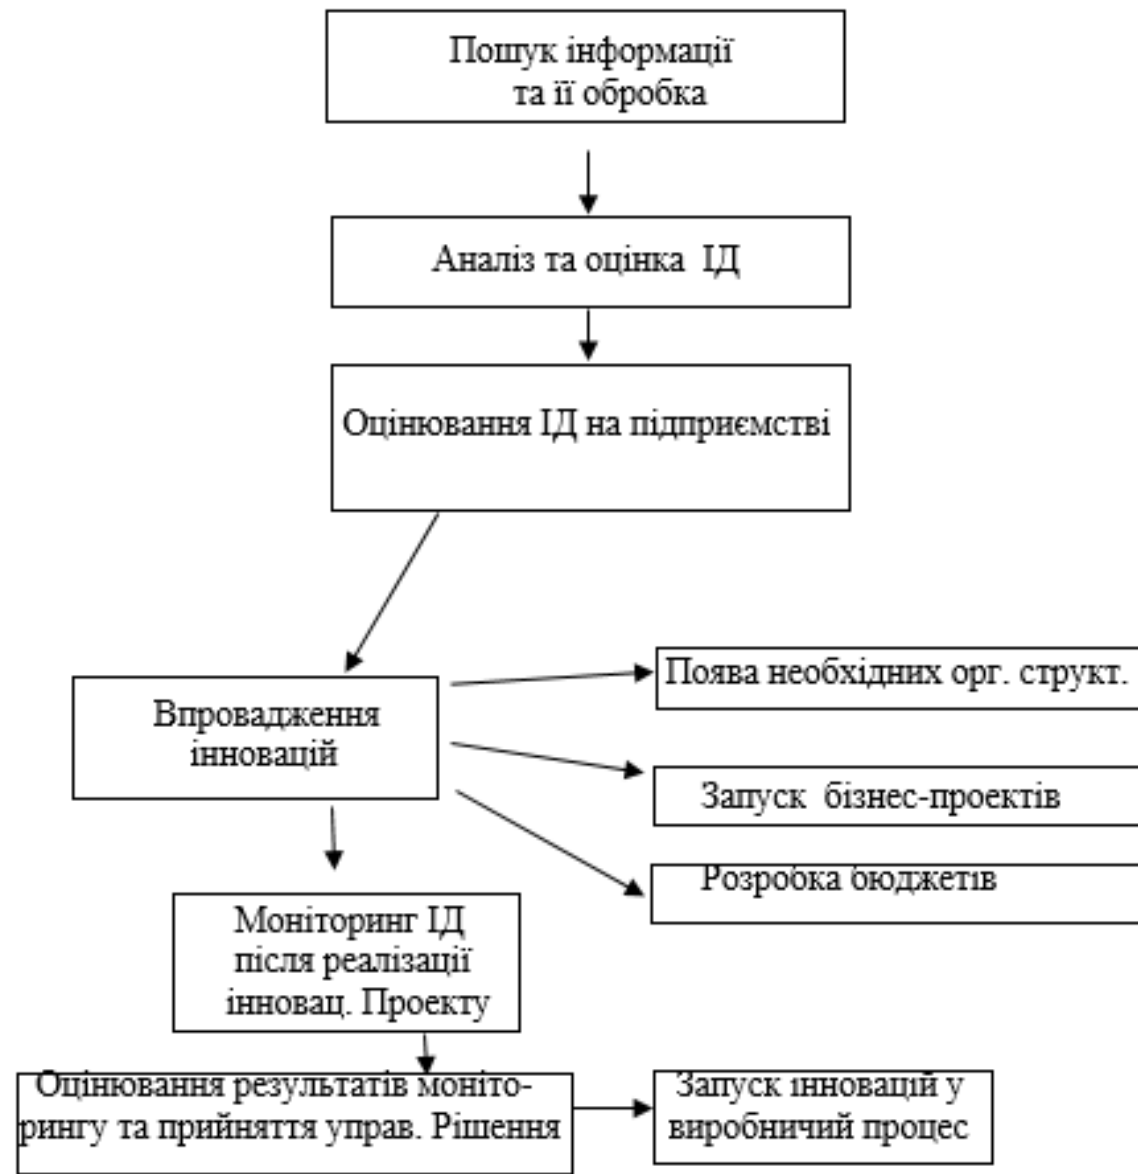 Пошук інформації
та її обробка
Аналіз та оцінка ІД
Оцінювання ІД на підприємстві
Впровадження
інновацій
Поява необхідних орг. структ.
Запуск бізнес-проектів
Розробка бюджетів
Моніторинг ІД
після реалізації
інновац. Проекту
Оцінювання результатів моніто-
рингу та прийняття управ. Рішення
Запуск інновацій у
виробничий процес